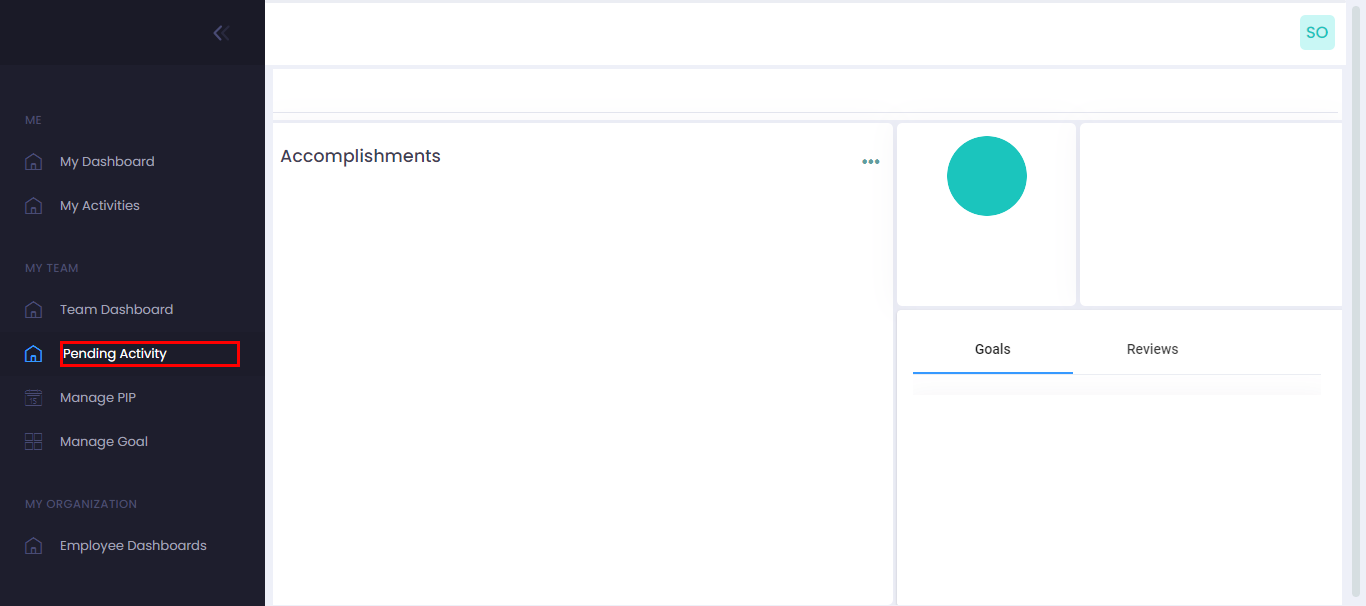 SO
ME
My Dashboard
My Activities
MY TEAM
Team Dashboard
Pending Activity
Manage PIP
15
Manage Goal
MY ORGANIZATION
Employee Dashboards
Accomplishments
Goals
Reviews